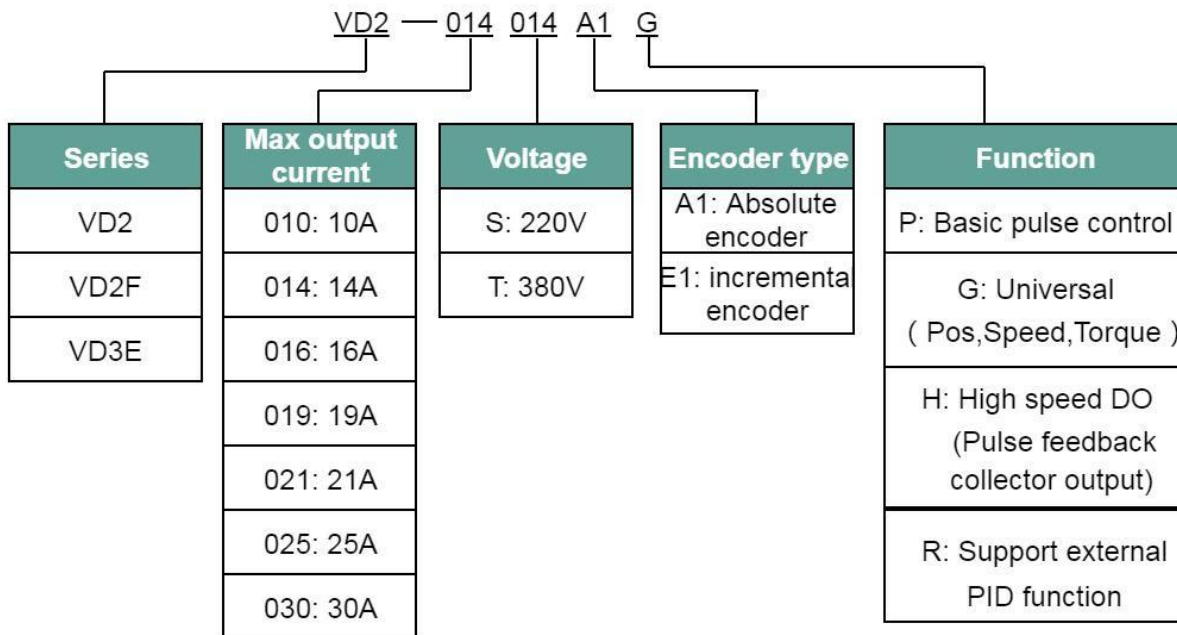 VD2 — 014 014 A1 G
Series
VD2
VD2F
VD3E
Max output
current
010: 10A
014: 14A
016: 16A
019: 19A
021: 21A
025: 25A
030: 30A
Voltage
S: 220V
T: 380V
Encoder type
A1: Absolute
encoder
E1: incremental
encoder
Function
P: Basic pulse control
G: Universal
( Pos,Speed,Torque )
H: High speed DO
(Pulse feedback
collector output)
R: Support external
PID function